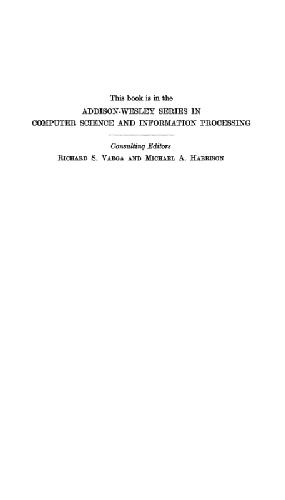 This book is in the
ADDISON-WESLEY SERIES IN
COMPUTER SCIENCE AND INFORMATION PROCESSING
Consulting Editors
RICHARD S. VARGA AND MICHAEL A. HARRISON